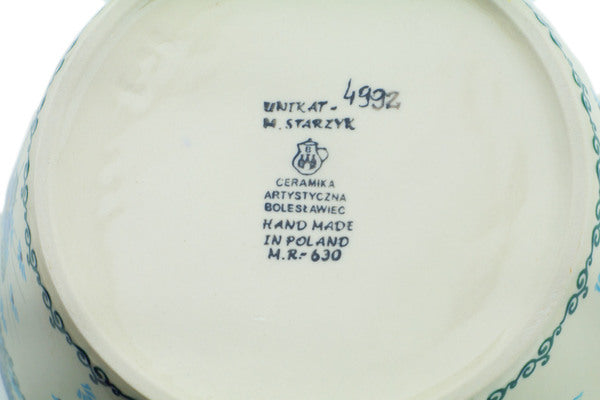 UNIKAT-4992
M. STARZYK
B
CERAMIKA
ARTYSTYCZNA
BOLESŁAWIEC
HAND MADE
IN POLAND
M.R.-630